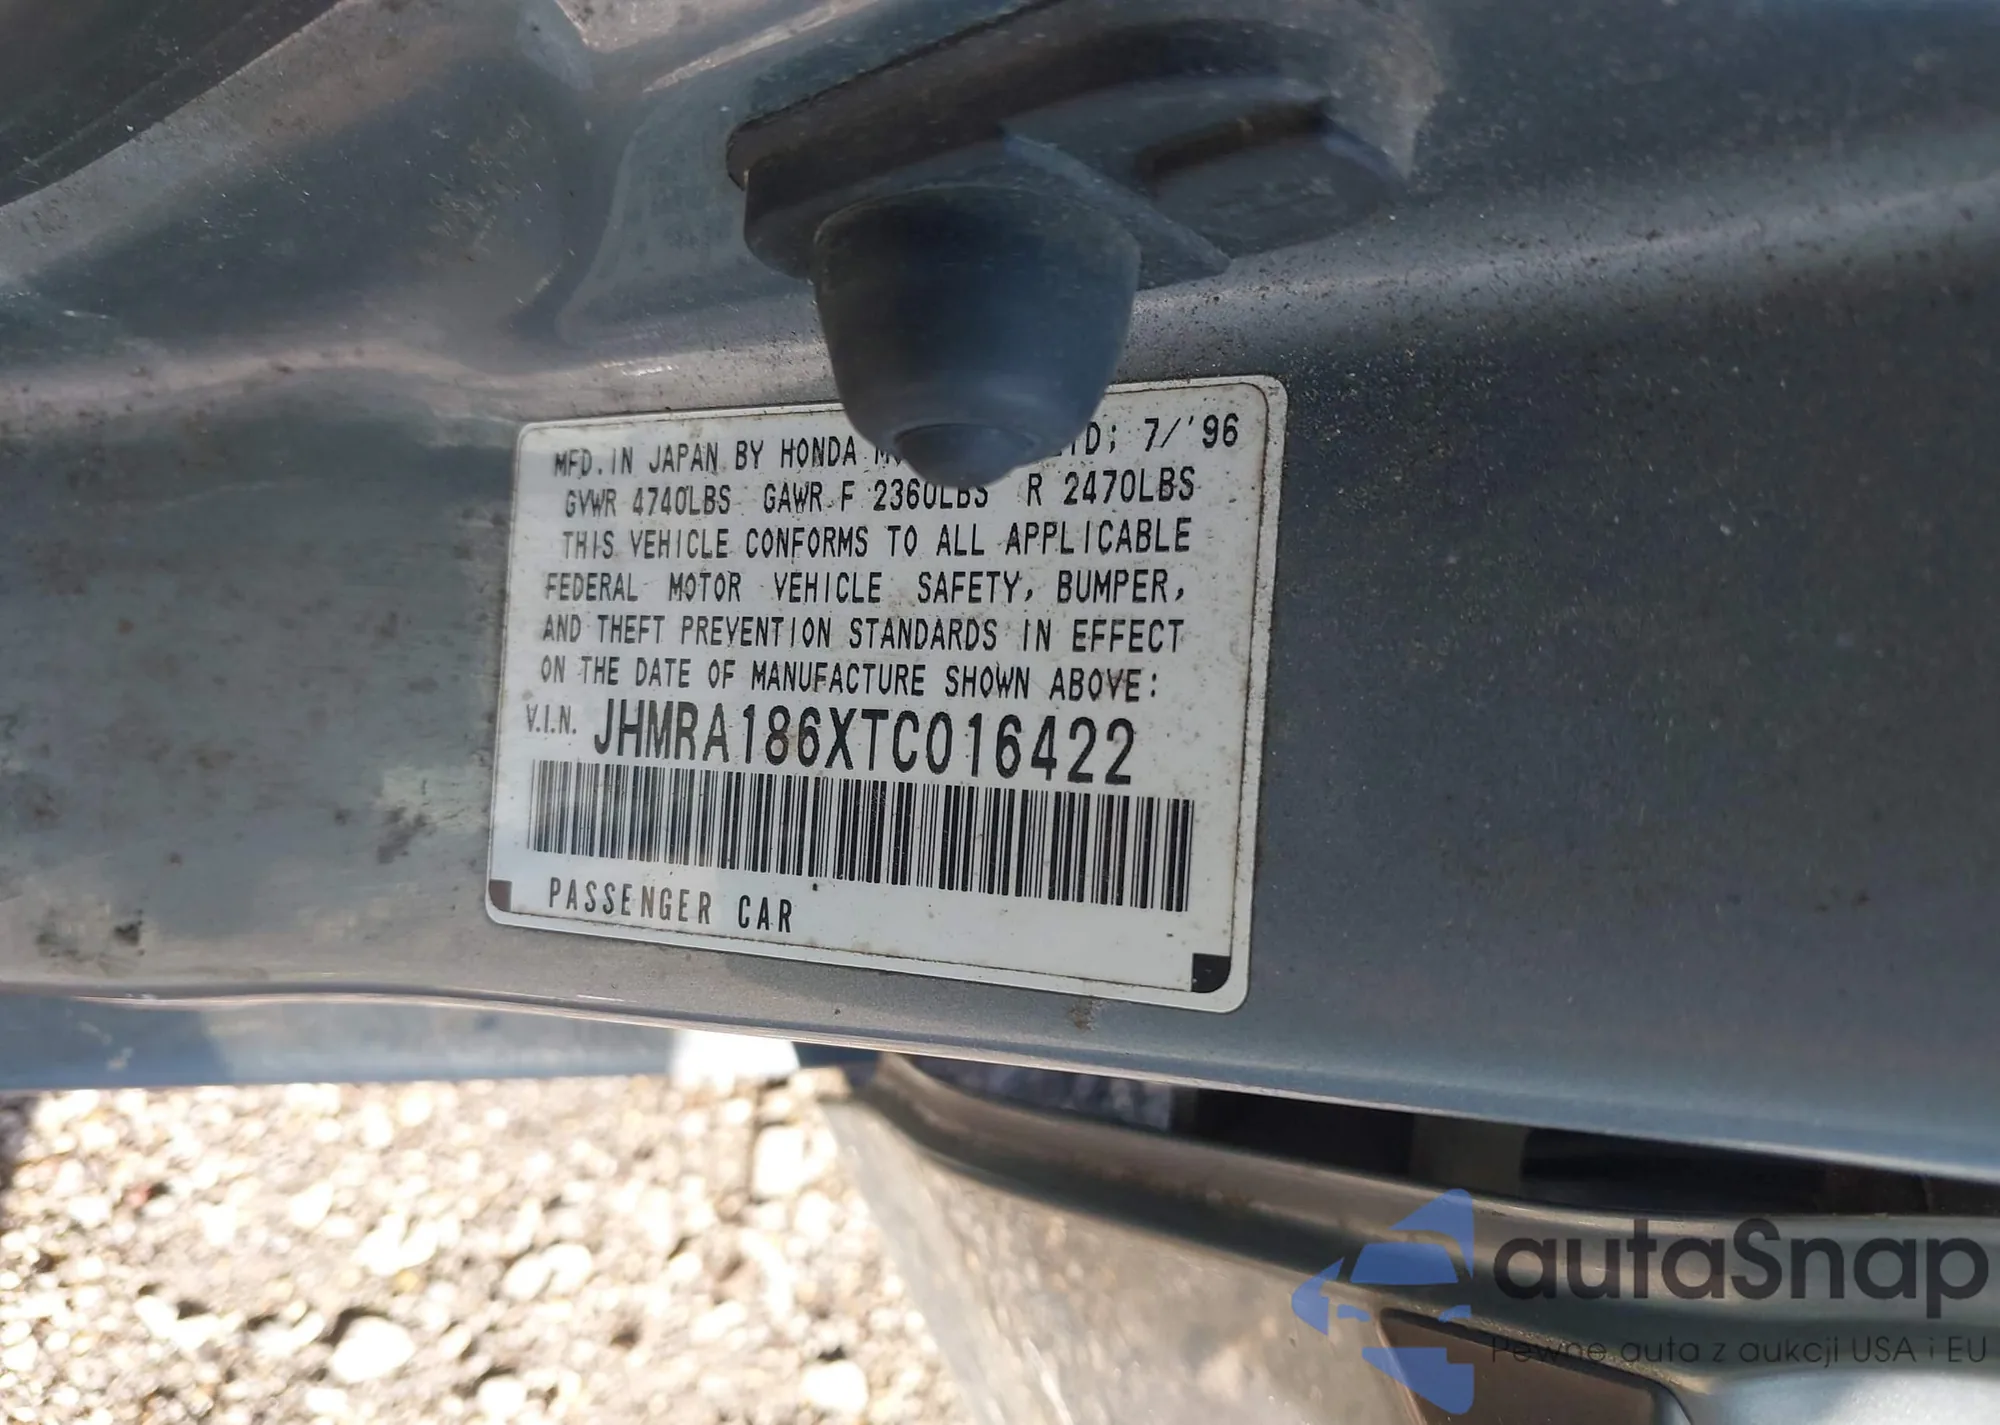 MFD. IN JAPAN BY HONDA LTD; 7/'96
GVWR 4740LBS GAWR F 2360LBS R 2470LBS
THIS VEHICLE CONFORMS TO ALL APPLICABLE
FEDERAL MOTOR VEHICLE SAFETY, BUMPER,
AND THEFT PREVENTION STANDARDS IN EFFECT
ON THE DATE OF MANUFACTURE SHOWN ABOVE:
V.I.N. JHMRA186XTC016422
PASSENGER CAR
autaSnap
Pewne auta z aukcji USA i EU